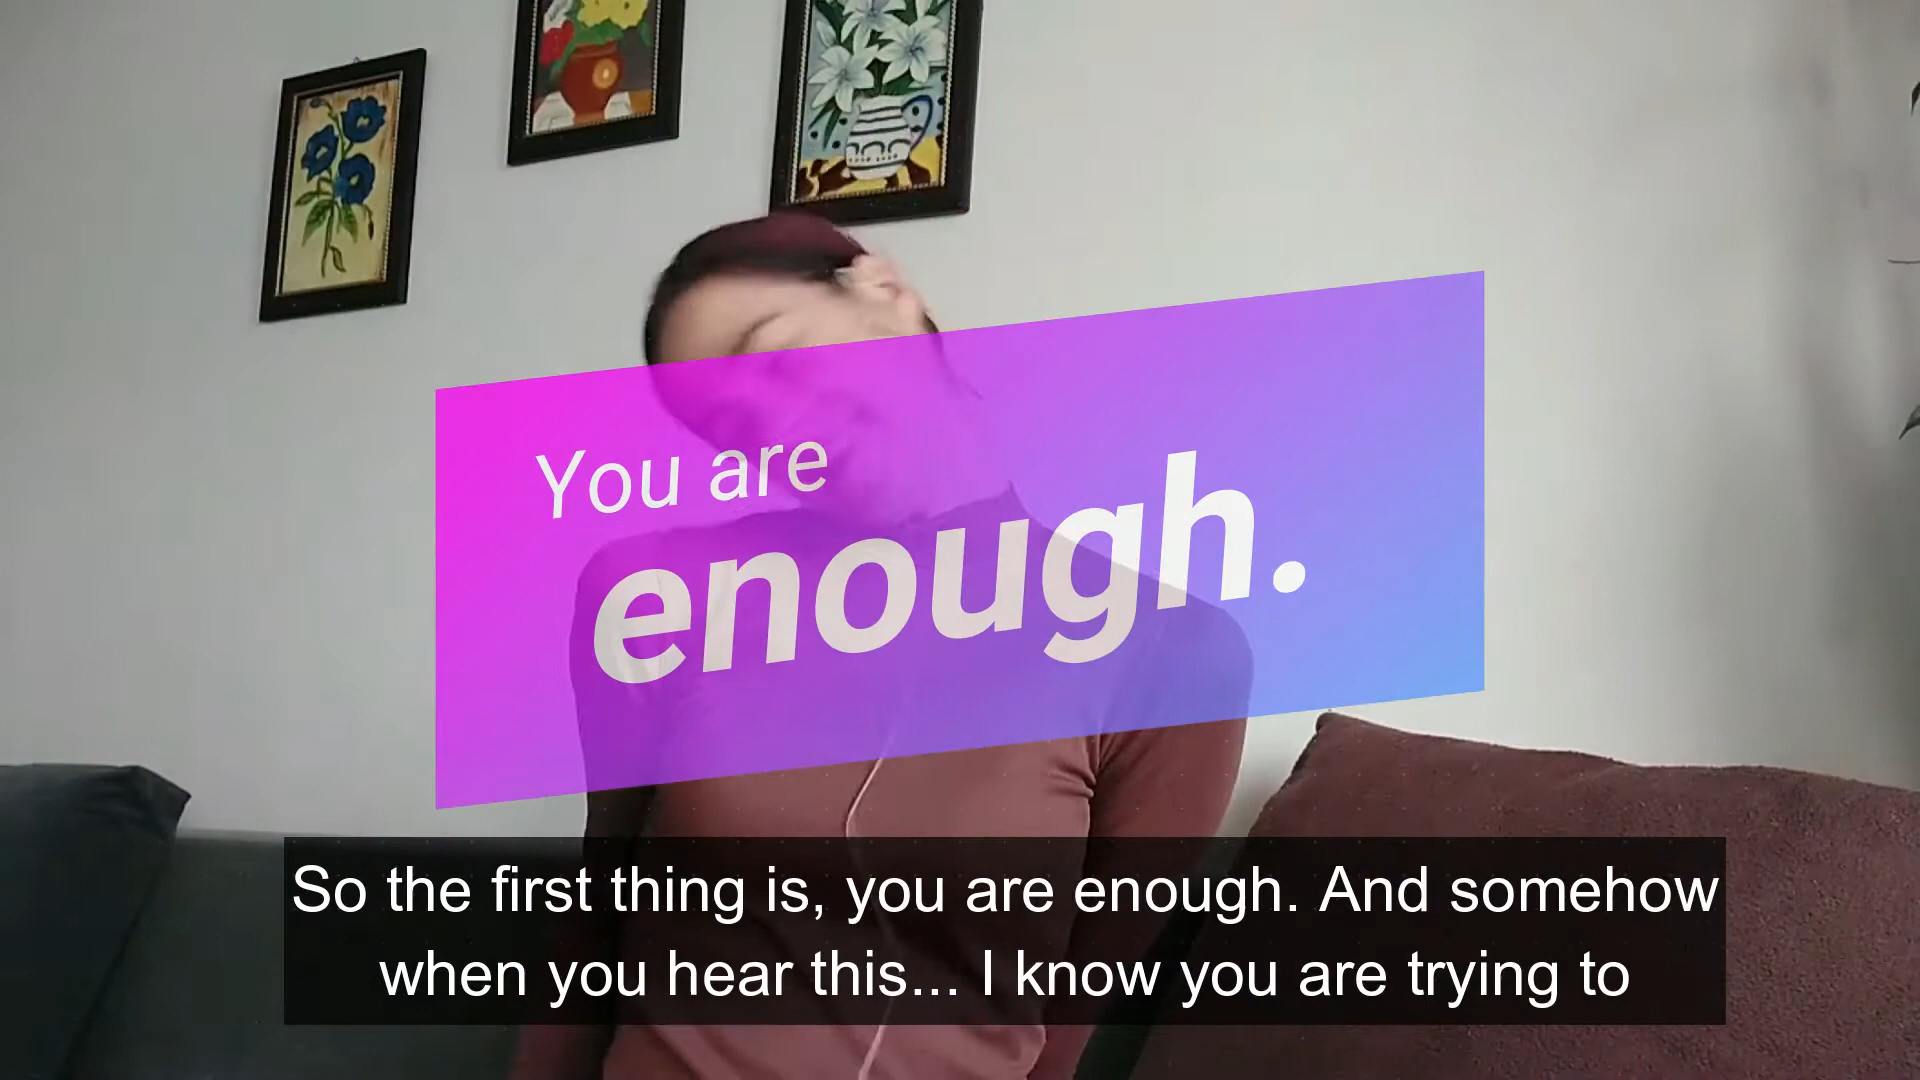 You are
enough.
So the first thing is, you are enough. And somehow
when you hear this... I know you are trying to